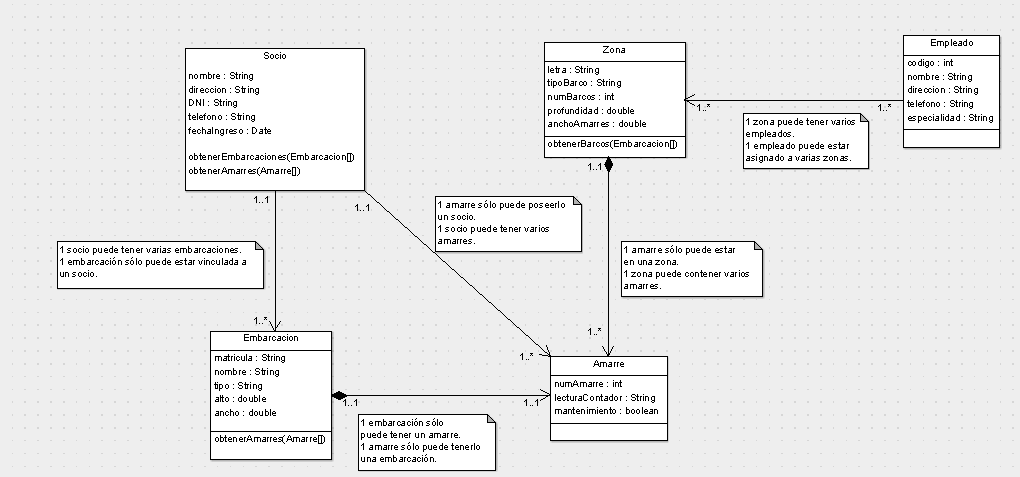 Socio
nombre : String
direccion : String
DNI : String
telefono : String
fechaIngreso : Date
obtenerEmbarcaciones(Embarcacion[])
obtenerAmarres(Amarre[])
1..1
1..1
Zona
letra : String
tipoBarco : String
numBarcos : int
profundidad : double
anchoAmarres : double
obtenerBarcos(Embarcacion[])
1..1
1..*
1..*
Empleado
codigo : int
nombre : String
direccion : String
telefono : String
especialidad : String
1 zona puede tener varios
empleados.
1 empleado puede estar
asignado a varias zonas.
1 amarre sólo puede poseerlo
un socio.
1 socio puede tener varios
amarres.
1 socio puede tener varias embarcaciones.
1 embarcación sólo puede estar vinculada a
un socio.
1 amarre sólo puede estar
en una zona.
1 zona puede contener varios
amarres.
1..*
1..*
1..*
Embarcacion
matricula : String
nombre : String
tipo : String
alto : double
ancho : double
obtenerAmarres(Amarre[])
1..1
1..1
Amarre
numAmarre : int
lecturaContador : String
mantenimiento : boolean
1 embarcación sólo
puede tener un amarre.
1 amarre sólo puede tenerlo
una embarcación.